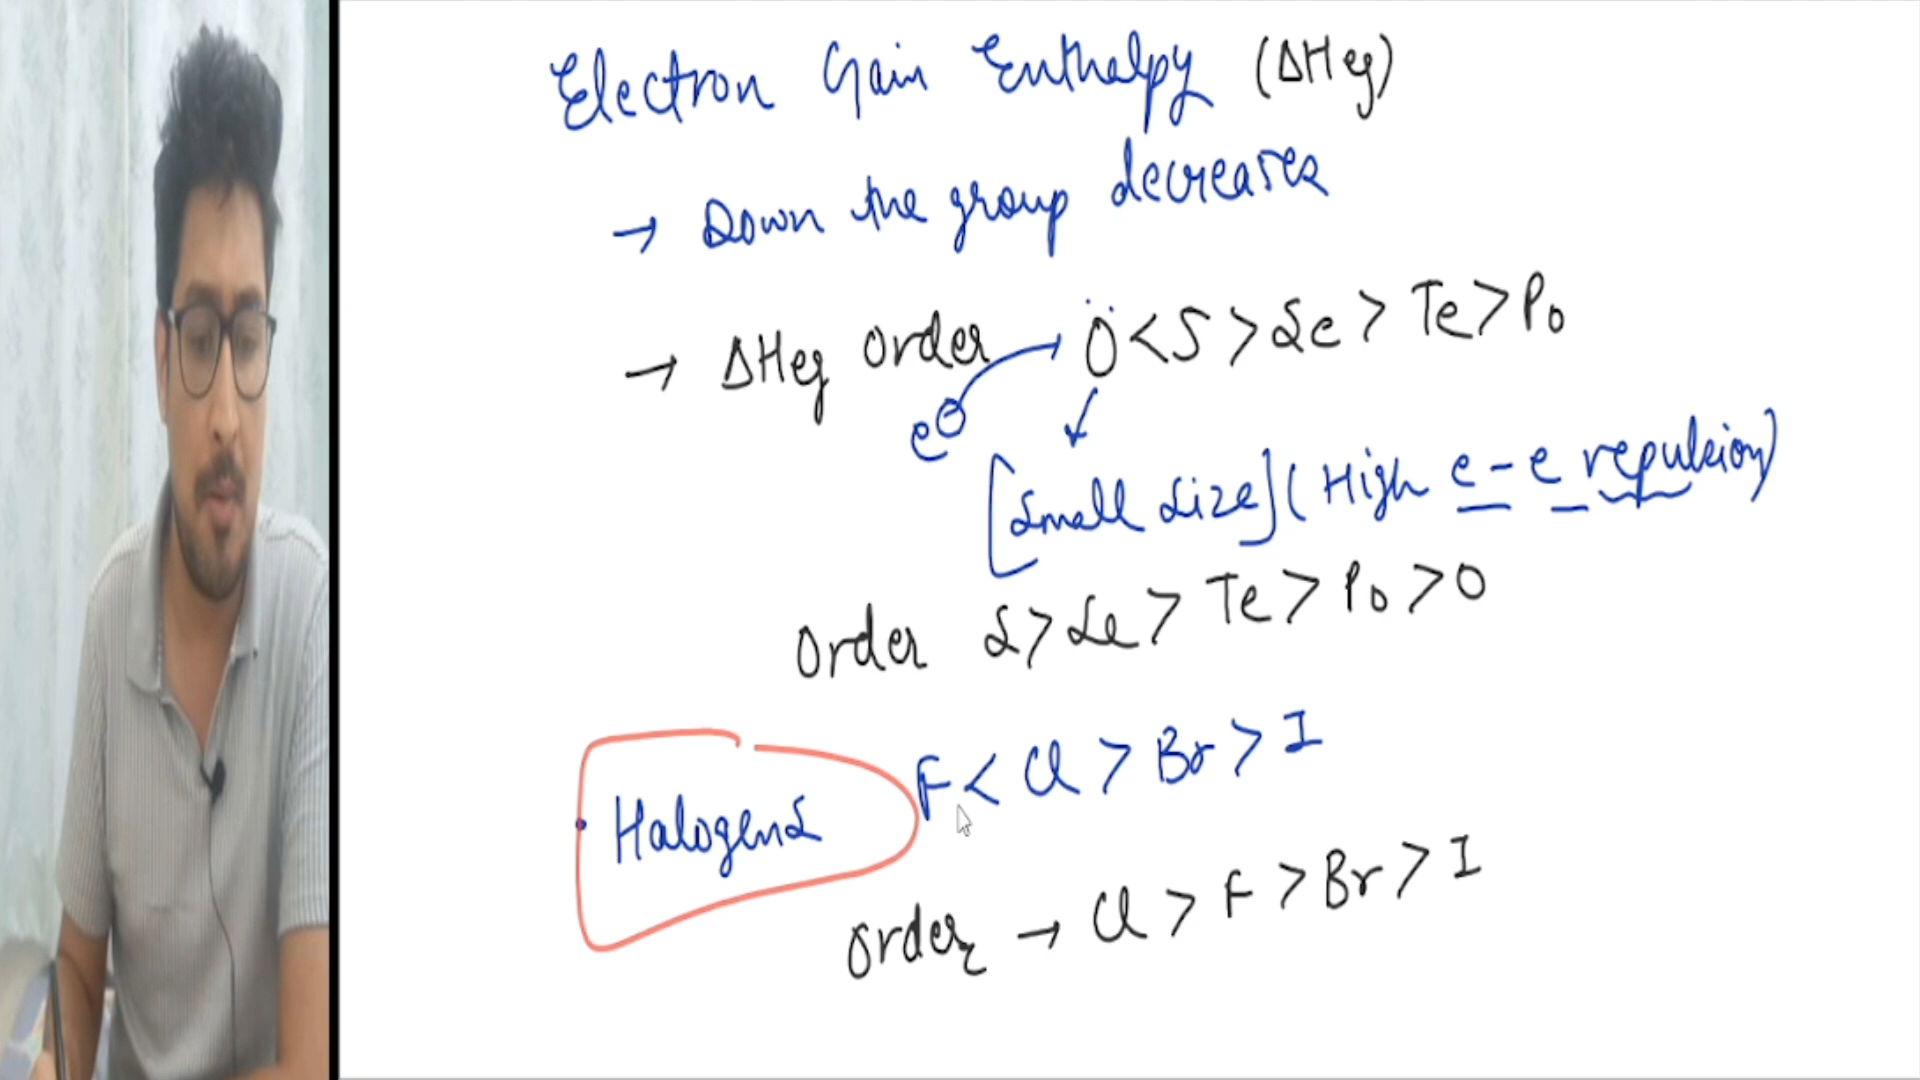 Electron Gain Enthalpy (ΔHeg)
→ Down the group decreases
→ ΔHeg order O < S > Se > Te > Po
e⊖
[Small size] (High e - e repulsion)
Order S > Se > Te > Po > O
Halogens F < Cl > Br > I
Order → Cl > F > Br > I